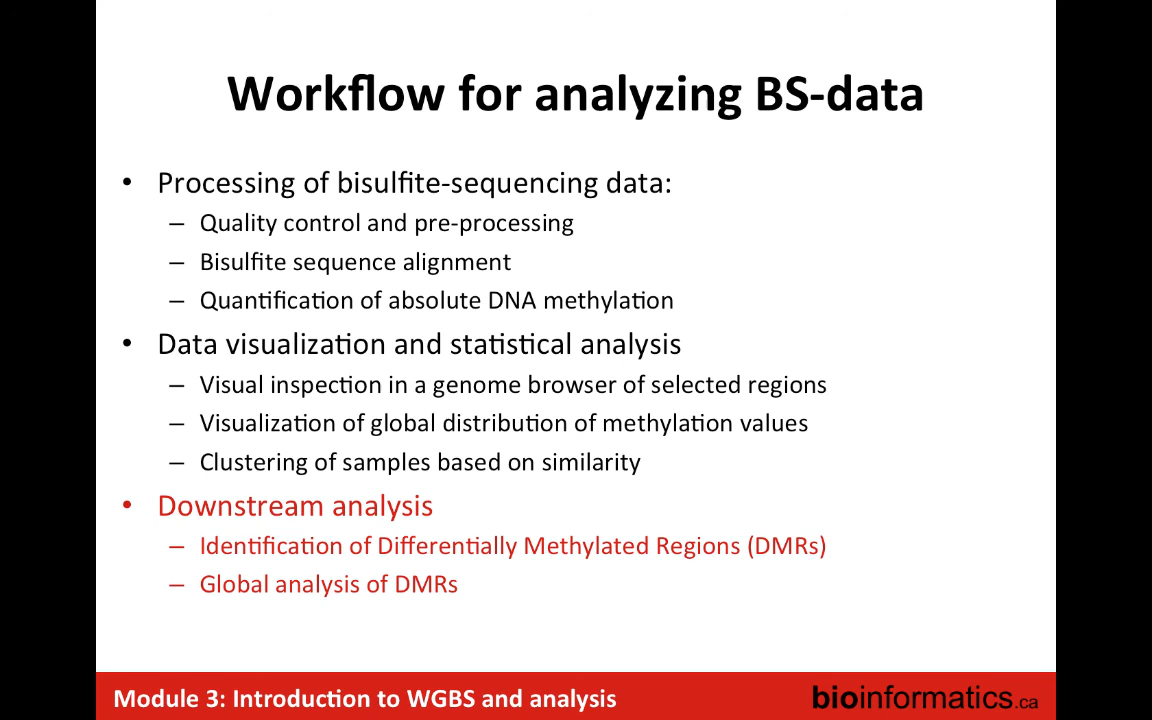 Workflow for analyzing BS-data
• Processing of bisulfite-sequencing data:
– Quality control and pre-processing
– Bisulfite sequence alignment
– Quantification of absolute DNA methylation
• Data visualization and statistical analysis
– Visual inspection in a genome browser of selected regions
– Visualization of global distribution of methylation values
– Clustering of samples based on similarity
• Downstream analysis
– Identification of Differentially Methylated Regions (DMRs)
– Global analysis of DMRs
Module 3: Introduction to WGBS and analysis
bioinformatics.ca